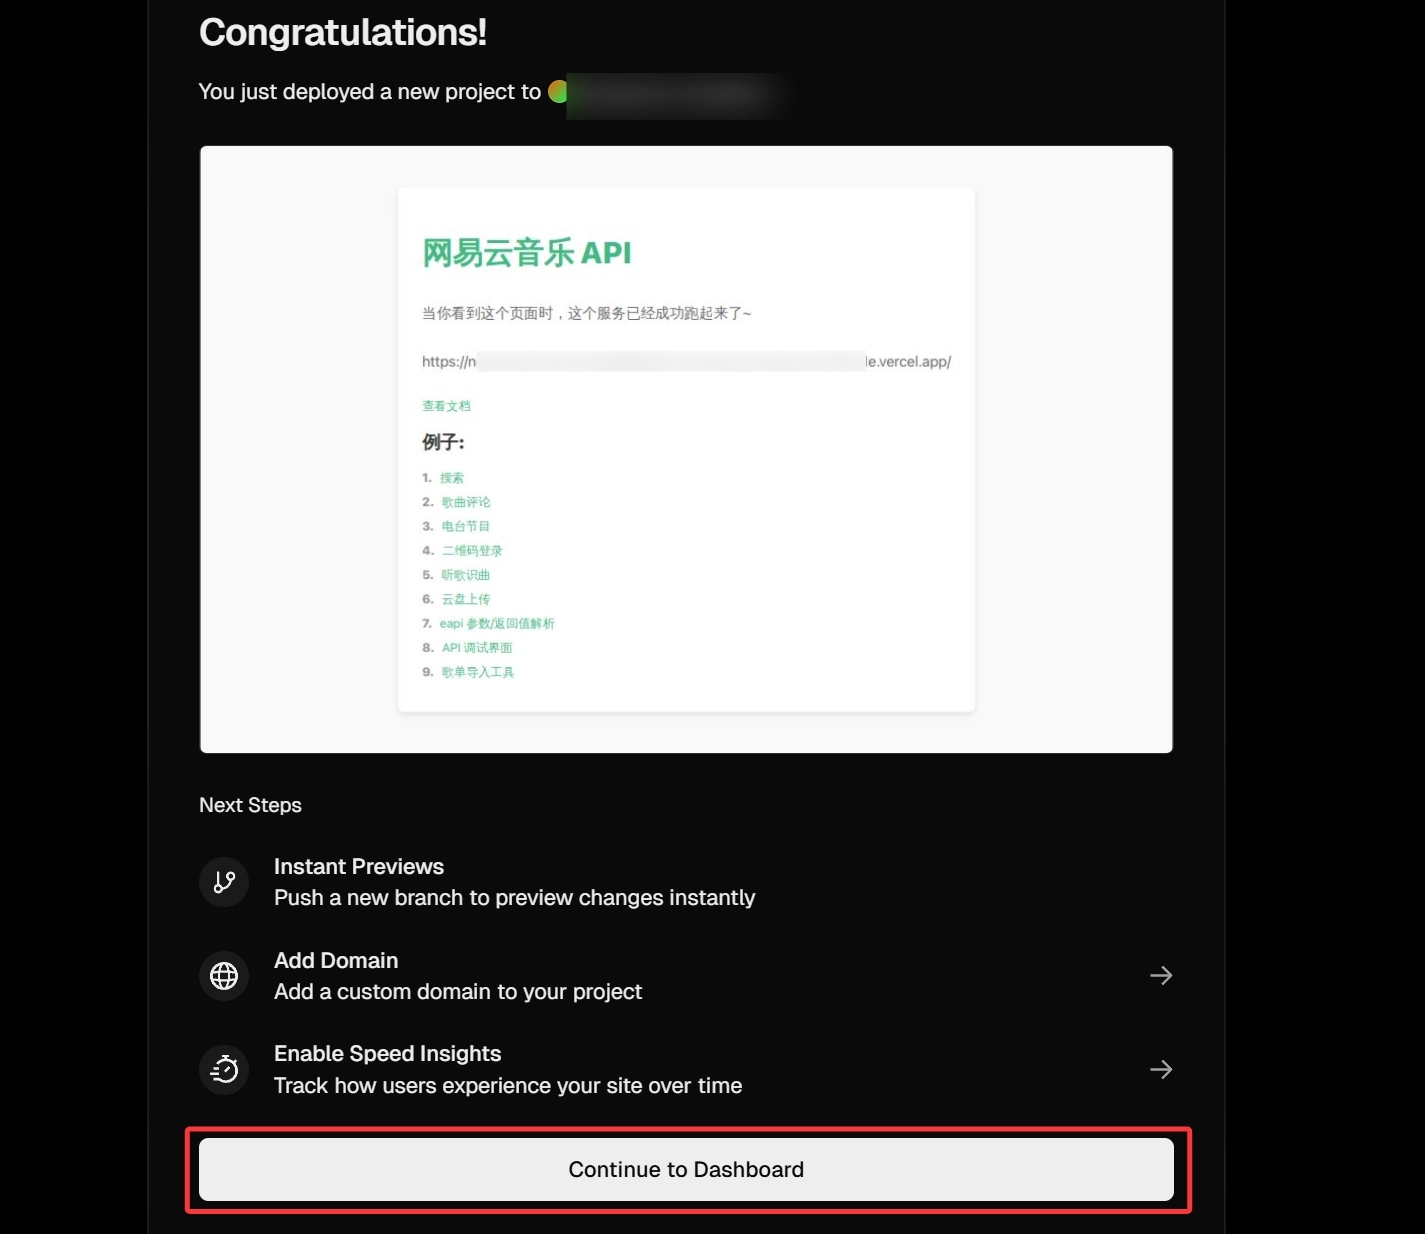 Congratulations!
You just deployed a new project to
网易云音乐 API
当你看到这个页面时，这个服务已经成功跑起来了~
https://n le.vercel.app/
查看文档
例子:
1. 搜索
2. 歌曲评论
3. 电台节目
4. 二维码登录
5. 听歌识曲
6. 云盘上传
7. eapi 参数/返回值解析
8. API 调试界面
9. 歌单导入工具
Next Steps
Instant Previews
Push a new branch to preview changes instantly
Add Domain
Add a custom domain to your project
Enable Speed Insights
Track how users experience your site over time
Continue to Dashboard